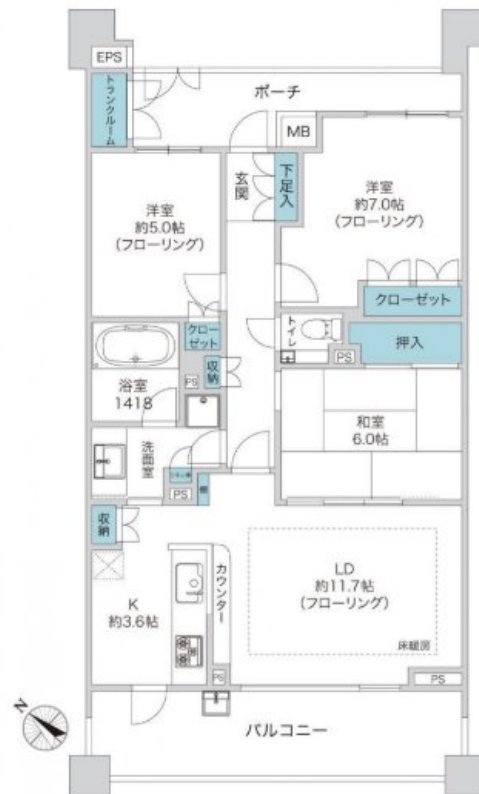 EPS
トランクルーム
ポーチ
MB
玄関
下足入
洋室
約5.0帖
(フローリング)
洋室
約7.0帖
(フローリング)
クローゼット
クロー
ゼット
トイレ
押入
PS
収納
PS
浴室
1418
和室
6.0帖
洗面室
PS
収納
カウンター
LD
約11.7帖
(フローリング)
K
約3.6帖
床暖図
PS
PS
N
バルコニー